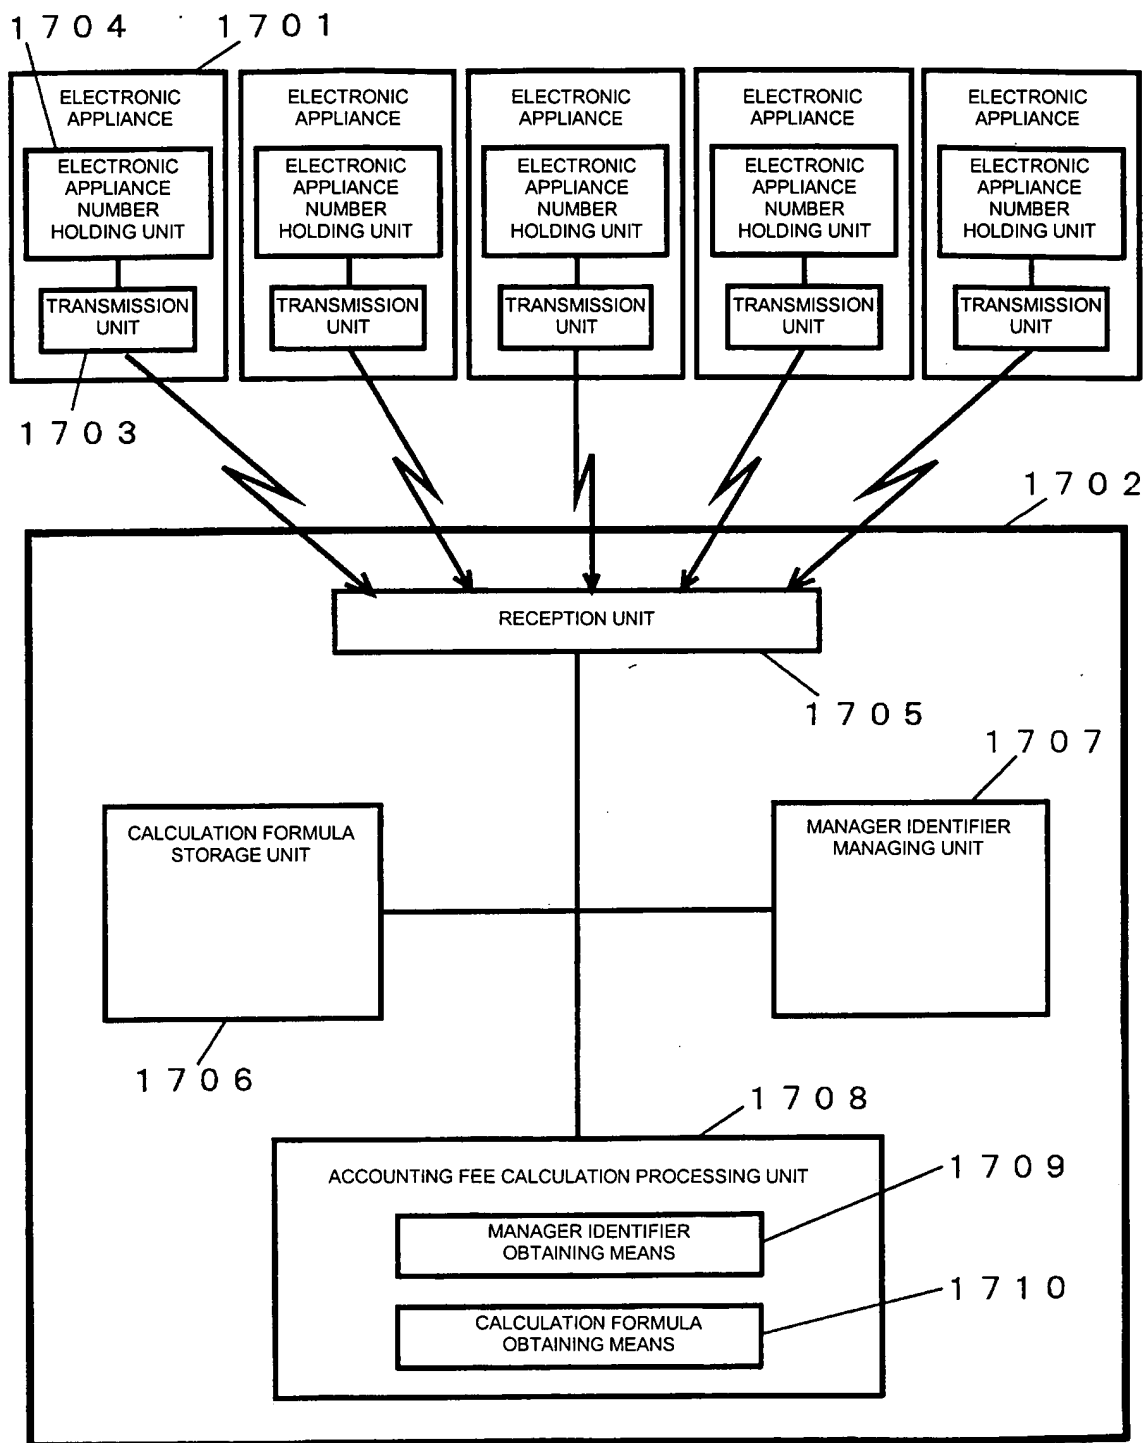 1704
1701
ELECTRONIC
APPLIANCE
ELECTRONIC
APPLIANCE
NUMBER
HOLDING UNIT
TRANSMISSION
UNIT
ELECTRONIC
APPLIANCE
ELECTRONIC
APPLIANCE
NUMBER
HOLDING UNIT
TRANSMISSION
UNIT
ELECTRONIC
APPLIANCE
ELECTRONIC
APPLIANCE
NUMBER
HOLDING UNIT
TRANSMISSION
UNIT
ELECTRONIC
APPLIANCE
ELECTRONIC
APPLIANCE
NUMBER
HOLDING UNIT
TRANSMISSION
UNIT
ELECTRONIC
APPLIANCE
ELECTRONIC
APPLIANCE
NUMBER
HOLDING UNIT
TRANSMISSION
UNIT
1703
1702
RECEPTION UNIT
1705
1707
CALCULATION FORMULA
STORAGE UNIT
MANAGER IDENTIFIER
MANAGING UNIT
1706
1708
ACCOUNTING FEE CALCULATION PROCESSING UNIT
1709
MANAGER IDENTIFIER
OBTAINING MEANS
1710
CALCULATION FORMULA
OBTAINING MEANS